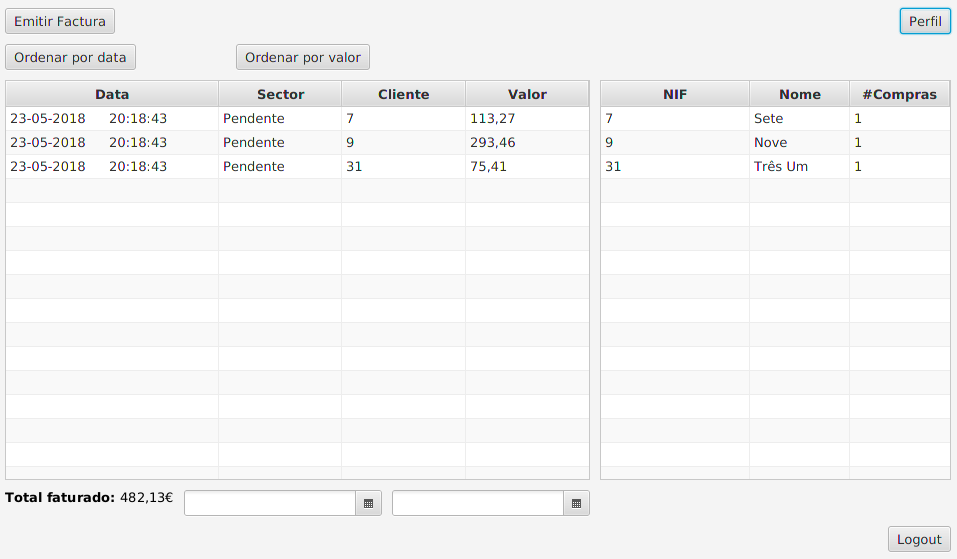 Emitir Factura Perfil
Ordenar por data Ordenar por valor
Data Sector Cliente Valor NIF Nome #Compras
23-05-2018 20:18:43 Pendente 7 113,27 7 Sete 1
23-05-2018 20:18:43 Pendente 9 293,46 9 Nove 1
23-05-2018 20:18:43 Pendente 31 75,41 31 Três Um 1
Total faturado: 482,13€
Logout